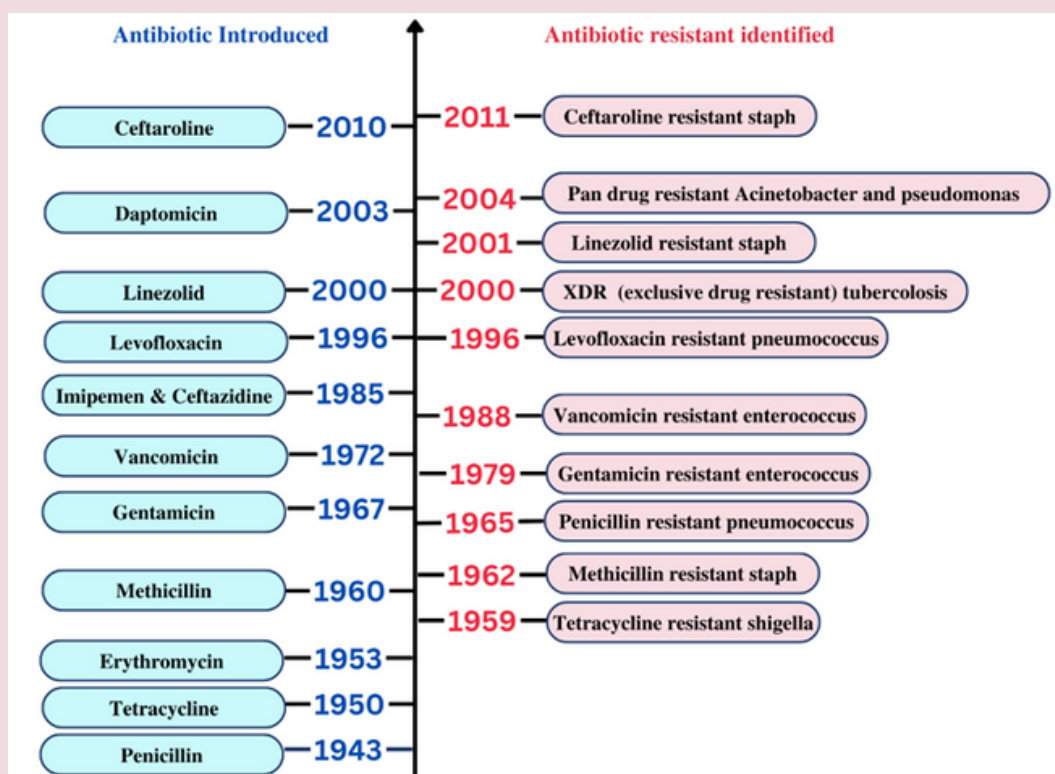 Antibiotic Introduced
Antibiotic resistant identified
Ceftaroline 2010
2011 Ceftaroline resistant staph
Daptomicin 2003
2004 Pan drug resistant Acinetobacter and pseudomonas
2001 Linezolid resistant staph
Linezolid 2000
2000 XDR (exclusive drug resistant) tubercolosis
Levofloxacin 1996
1996 Levofloxacin resistant pneumococcus
Imipemen & Ceftazidine 1985
1988 Vancomicin resistant enterococcus
Vancomicin 1972
1979 Gentamicin resistant enterococcus
Gentamicin 1967
1965 Penicillin resistant pneumococcus
1962 Methicillin resistant staph
Methicillin 1960
1959 Tetracycline resistant shigella
Erythromycin 1953
Tetracycline 1950
Penicillin 1943